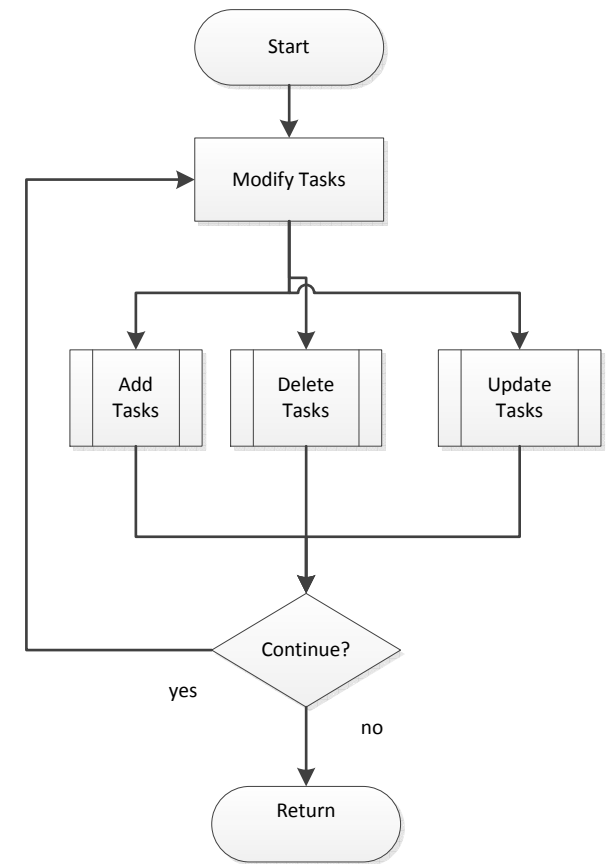 Start
Modify Tasks
Add
Tasks
Delete
Tasks
Update
Tasks
Continue?
yes
no
Return